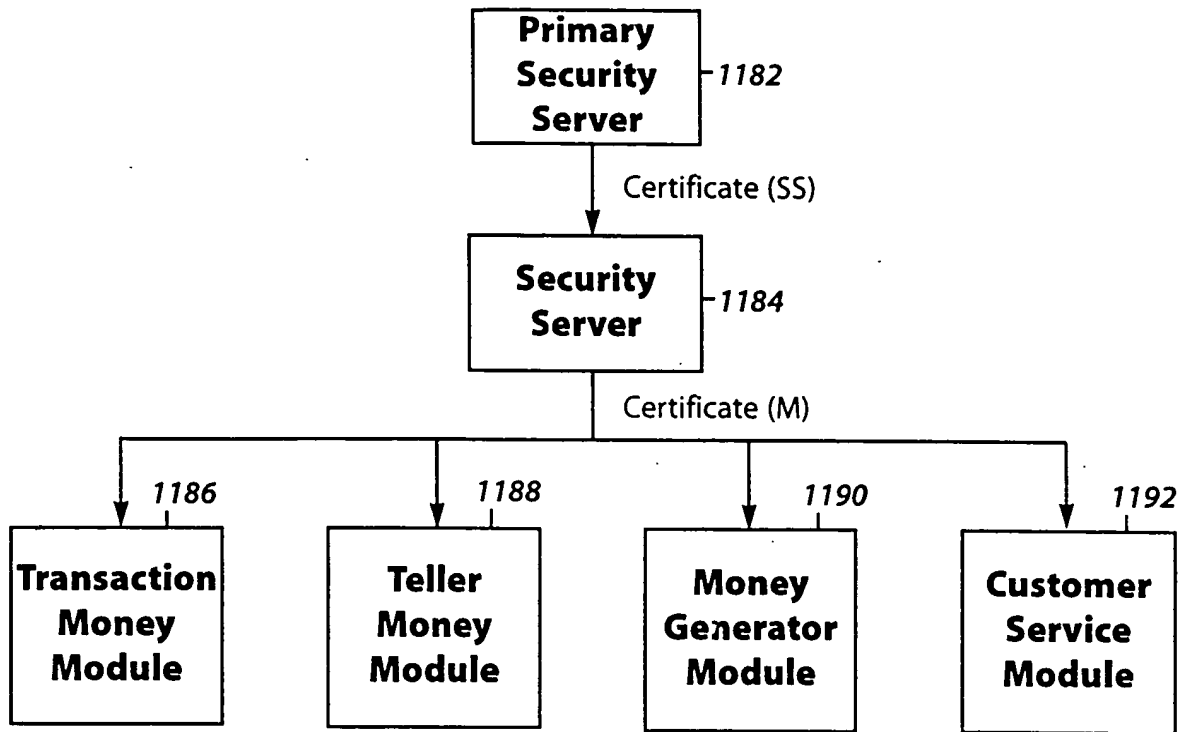 Primary
Security
Server
1182
Certificate (SS)
Security
Server
1184
Certificate (M)
1186
1188
1190
1192
Transaction
Money
Module
Teller
Money
Module
Money
Generator
Module
Customer
Service
Module